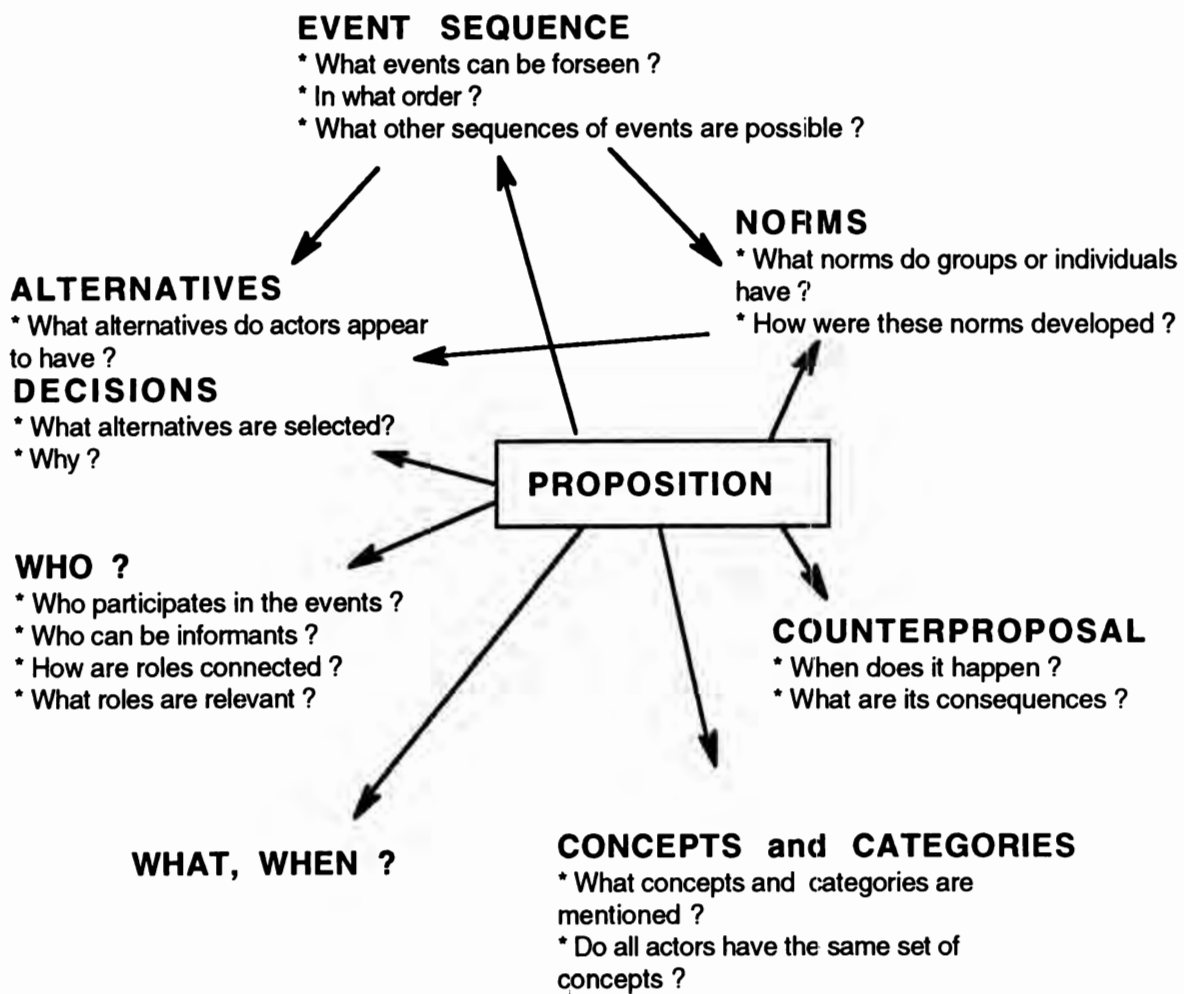 EVENT SEQUENCE
* What events can be forseen ?
* In what order ?
* What other sequences of events are possible ?
NORMS
* What norms do groups or individuals
have ?
* How were these norms developed ?
ALTERNATIVES
* What alternatives do actors appear
to have ?
DECISIONS
* What alternatives are selected?
* Why ?
PROPOSITION
WHO ?
* Who participates in the events ?
* Who can be informants ?
* How are roles connected ?
* What roles are relevant ?
COUNTERPROPOSAL
* When does it happen ?
* What are its consequences ?
WHAT, WHEN ?
CONCEPTS and CATEGORIES
* What concepts and categories are
mentioned ?
* Do all actors have the same set of
concepts ?